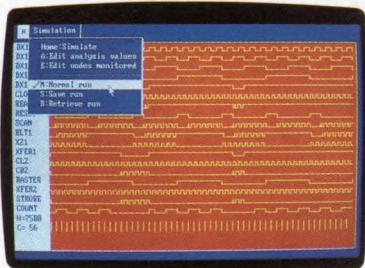 Simulation
Home:Simulate
A:Edit analysis values
E:Edit nodes monitored
N:Normal run
S:Save run
R:Retrieve run
SCAN
BLT1
X21
XFER1
CL2
CB2
RASTER
XFER2
STROBE
COUNT
H=7500
C= 56